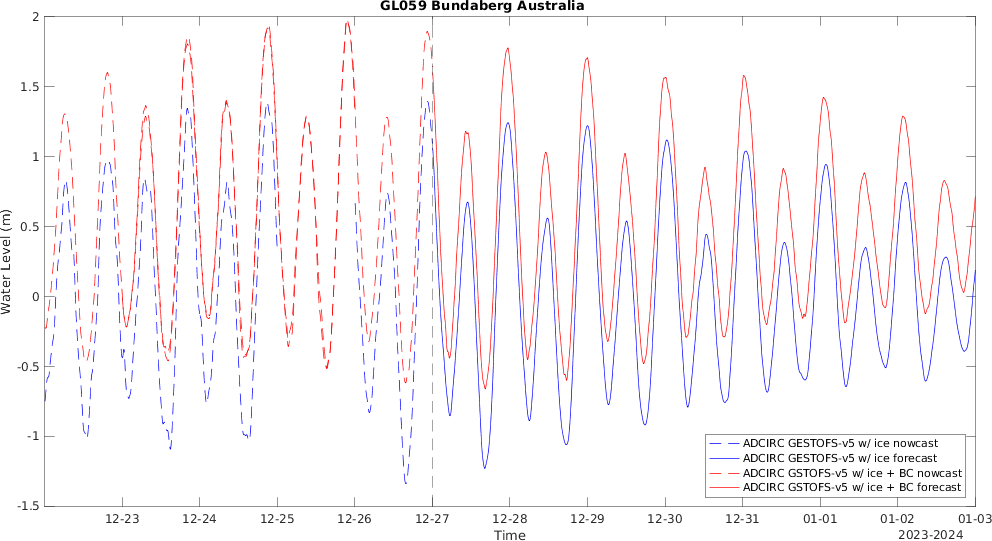 GL059 Bundaberg Australia
2
1.5
1
0.5
0
-0.5
-1
-1.5
Water Level (m)
ADCIRC GESTOFS-v5 w/ ice nowcast
ADCIRC GESTOFS-v5 w/ ice forecast
ADCIRC GSTOFS-v5 w/ ice + BC nowcast
ADCIRC GSTOFS-v5 w/ ice + BC forecast
12-23 12-24 12-25 12-26 12-27 12-28 12-29 12-30 12-31 01-01 01-02 01-03
Time
2023-2024